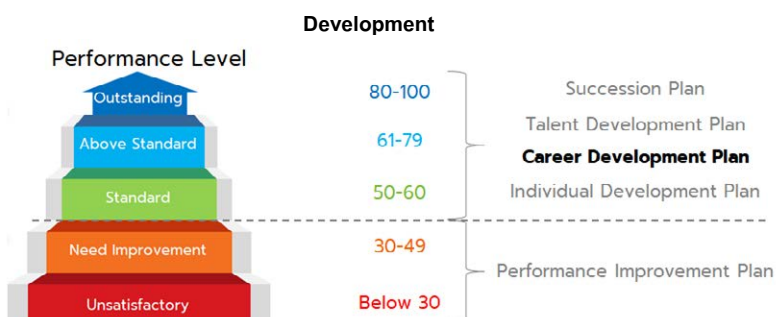 Development
Performance Level
Outstanding 80-100 Succession Plan
Talent Development Plan
Above Standard 61-79
Career Development Plan
Standard 50-60 Individual Development Plan
Need Improvement 30-49
Performance Improvement Plan
Unsatisfactory Below 30